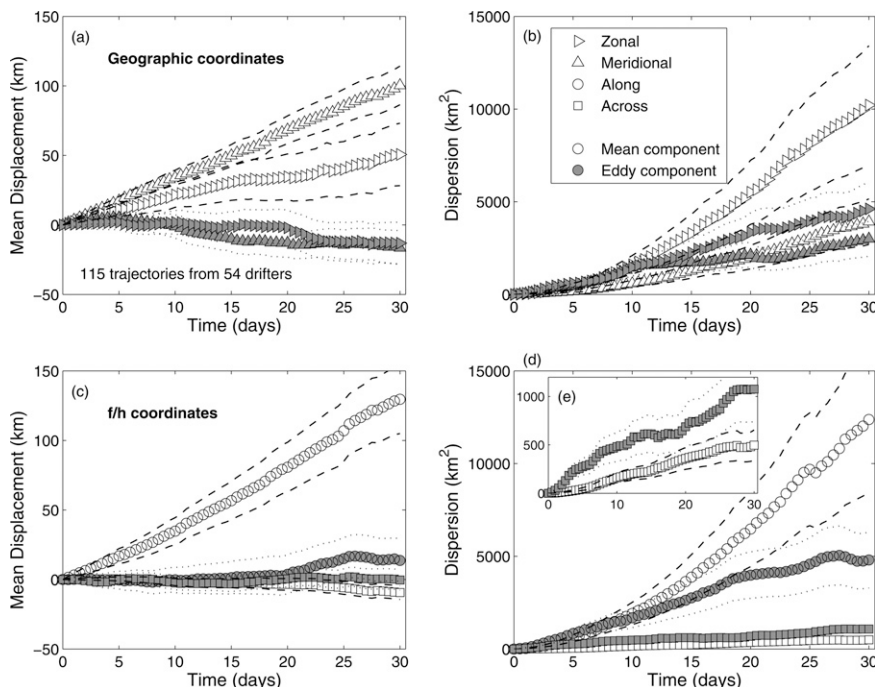 150
100
50
0
−50
Mean Displacement (km)
(a)
Geographic coordinates
115 trajectories from 54 drifters
0 5 10 15 20 25 30
Time (days)
15000
10000
5000
0
Dispersion (km²)
(b)
Zonal
Meridional
Along
Across
Mean component
Eddy component
0 5 10 15 20 25 30
Time (days)
150
100
50
0
−50
Mean Displacement (km)
(c)
f/h coordinates
0 5 10 15 20 25 30
Time (days)
15000
10000
5000
0
Dispersion (km²)
(d)
1000
500
0
(e)
0 10 20 30
0 5 10 15 20 25 30
Time (days)